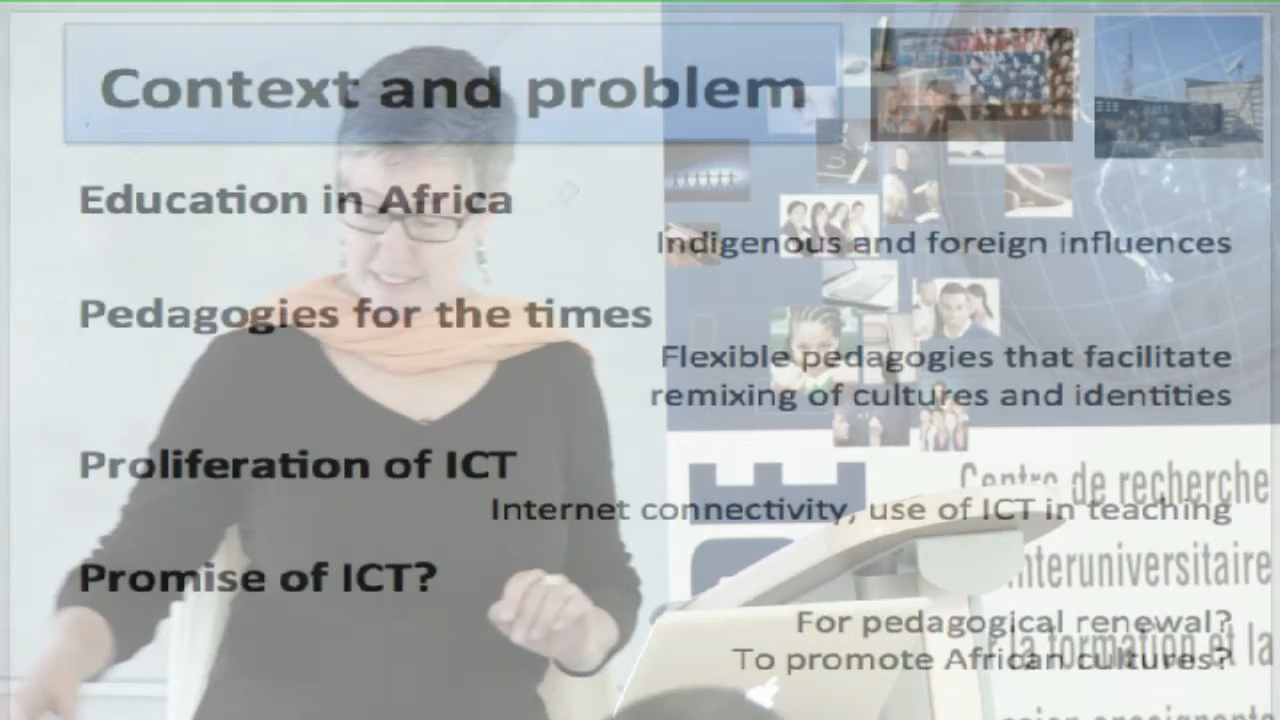 Context and problem
Education in Africa
Indigenous and foreign influences
Pedagogies for the times
Flexible pedagogies that facilitate
remixing of cultures and identities
Proliferation of ICT
Centre de recherche
Internet connectivity, use of ICT in teaching
interuniversitaire
Promise of ICT?
For pedagogical renewal?
la formation et la
To promote African cultures?